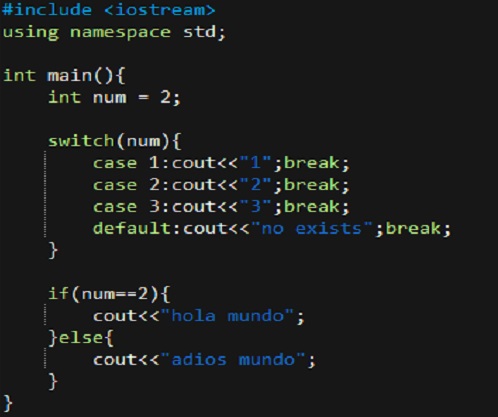 #include <iostream>
using namespace std;
int main(){
int num = 2;
switch(num){
case 1:cout<<"1";break;
case 2:cout<<"2";break;
case 3:cout<<"3";break;
default:cout<<"no exists";break;
}
if(num==2){
cout<<"hola mundo";
}else{
cout<<"adios mundo";
}
}